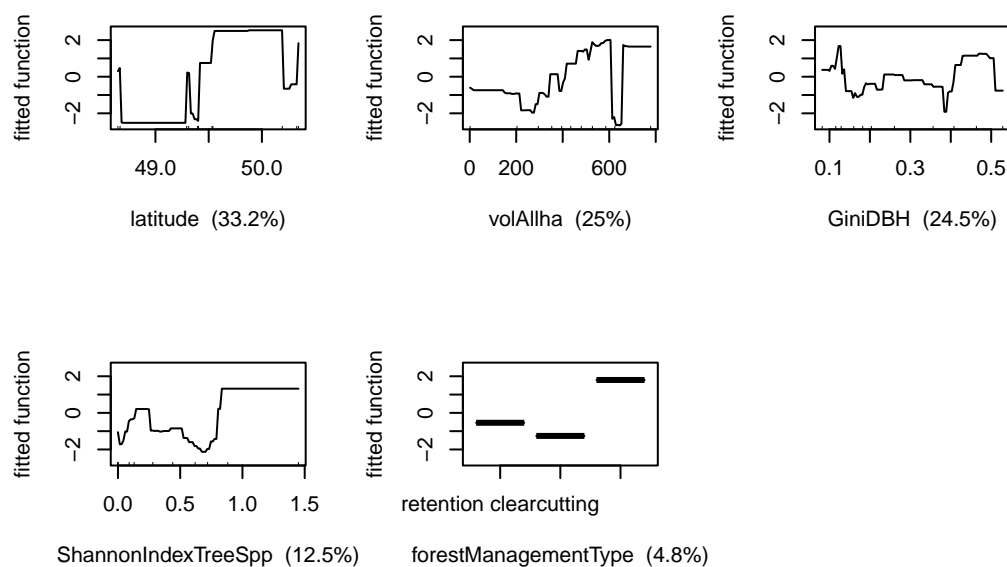 fitted function
2
0
−2
49.0 50.0
latitude (33.2%)
fitted function
2
0
−2
0 200 600
volAllha (25%)
fitted function
2
0
−2
0.1 0.3 0.5
GiniDBH (24.5%)
fitted function
2
0
−2
0.0 0.5 1.0 1.5
ShannonIndexTreeSpp (12.5%)
fitted function
2
0
−2
retention clearcutting
forestManagementType (4.8%)